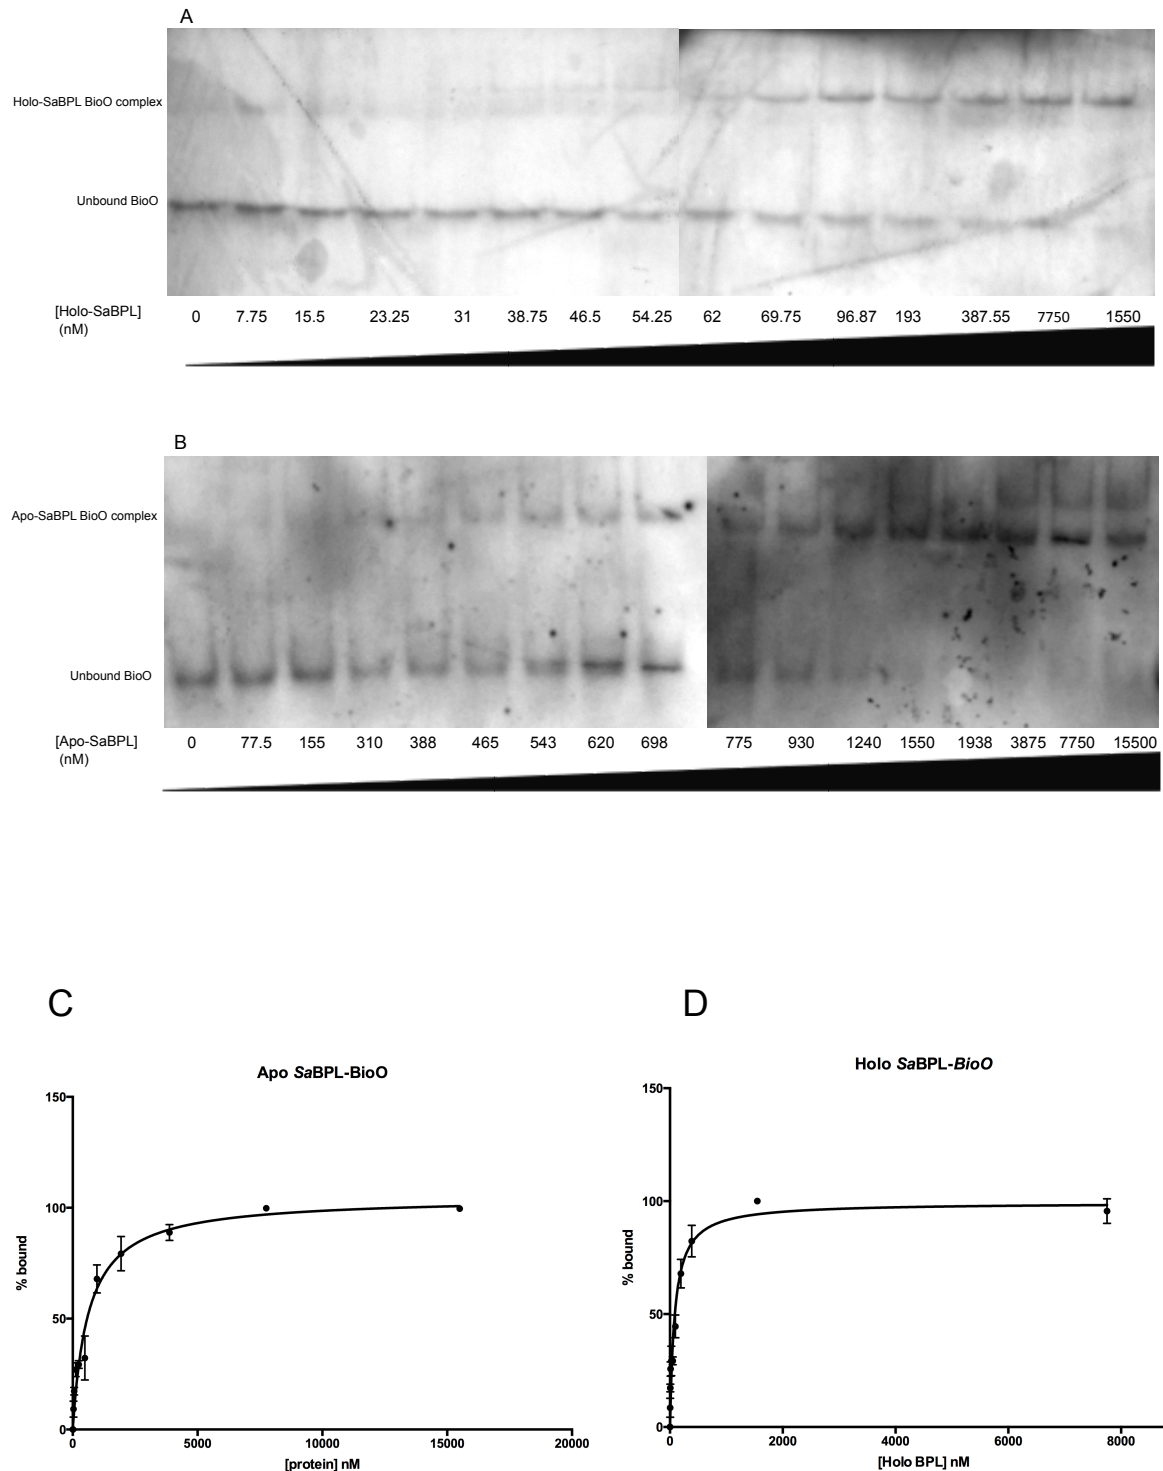 A
Holo-SaBPL BioO complex
Unbound BioO
[Holo-SaBPL] 0 7.75 15.5 23.25 31 38.75 46.5 54.25 62 69.75 96.87 193 387.55 7750 1550
(nM)
B
Apo-SaBPL BioO complex
Unbound BioO
[Apo-SaBPL] 0 77.5 155 310 388 465 543 620 698 775 930 1240 1550 1938 3875 7750 15500
(nM)
C
Apo SaBPL-BioO
150
100
50
0
% bound
0 5000 10000 15000 20000
[protein] nM
D
Holo SaBPL-BioO
150
100
50
0
% bound
0 2000 4000 6000 8000
[Holo BPL] nM